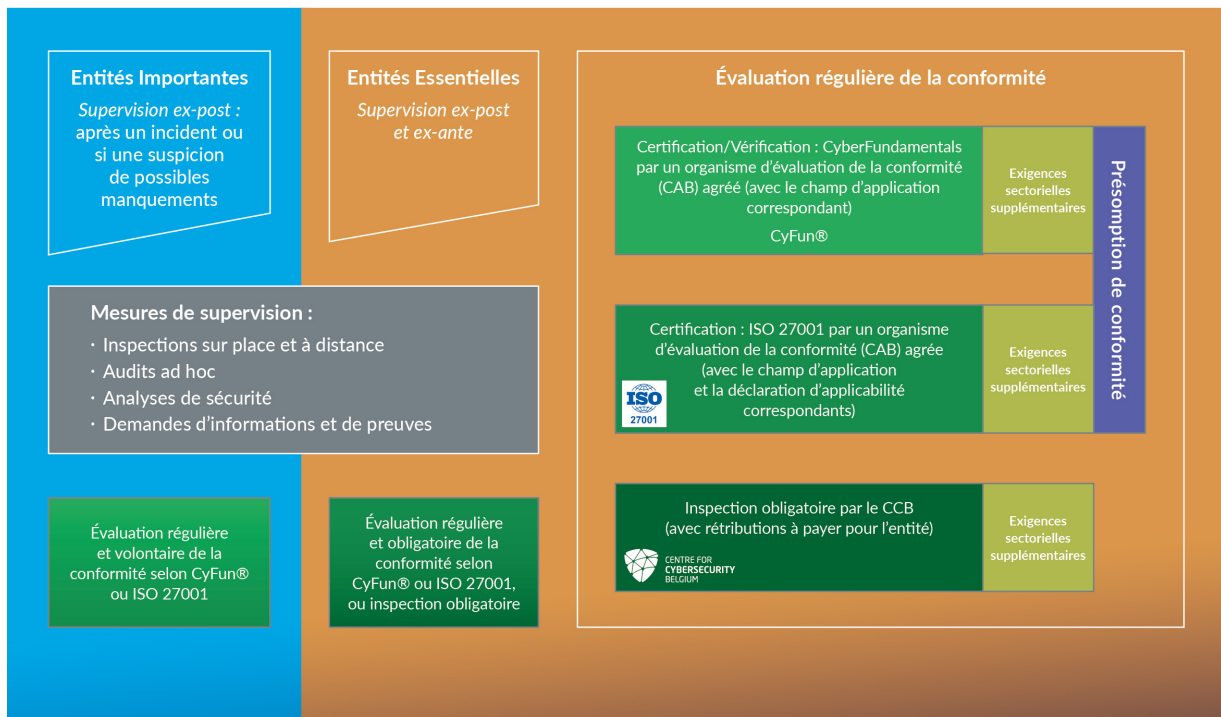 Entités Importantes
Supervision ex-post :
après un incident ou
si une suspicion
de possibles
manquements
Entités Essentielles
Supervision ex-post
et ex-ante
Mesures de supervision :
· Inspections sur place et à distance
· Audits ad hoc
· Analyses de sécurité
· Demandes d’informations et de preuves
Évaluation régulière
et volontaire de la
conformité selon CyFun®
ou ISO 27001
Évaluation régulière
et obligatoire de la
conformité selon
CyFun® ou ISO 27001,
ou inspection obligatoire
Évaluation régulière de la conformité
Certification/Vérification : CyberFundamentals
par un organisme d’évaluation de la conformité
(CAB) agréé (avec le champ d’application
correspondant)
CyFun®
Exigences
sectorielles
supplémentaires
Présomption de conformité
Certification : ISO 27001 par un organisme
d’évaluation de la conformité (CAB) agrée
(avec le champ d’application
et la déclaration d’applicabilité
correspondants)
ISO
27001
Exigences
sectorielles
supplémentaires
Inspection obligatoire par le CCB
(avec rétributions à payer pour l’entité)
CENTRE FOR
CYBERSECURITY
BELGIUM
Exigences
sectorielles
supplémentaires